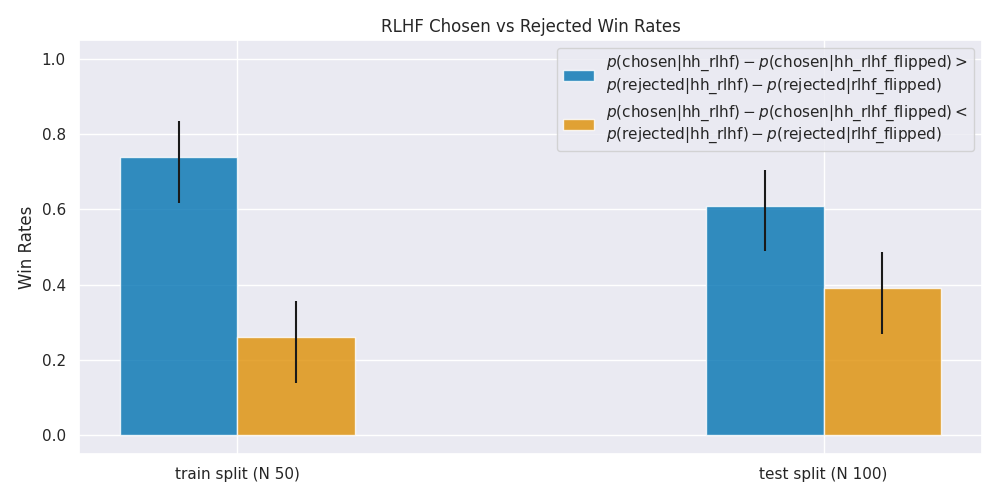 RLHF Chosen vs Rejected Win Rates
p(chosen|hh_rlhf) − p(chosen|hh_rlhf_flipped) >
p(rejected|hh_rlhf) − p(rejected|rlhf_flipped)
p(chosen|hh_rlhf) − p(chosen|hh_rlhf_flipped) <
p(rejected|hh_rlhf) − p(rejected|rlhf_flipped)
Win Rates
1.0
0.8
0.6
0.4
0.2
0.0
train split (N 50)
test split (N 100)